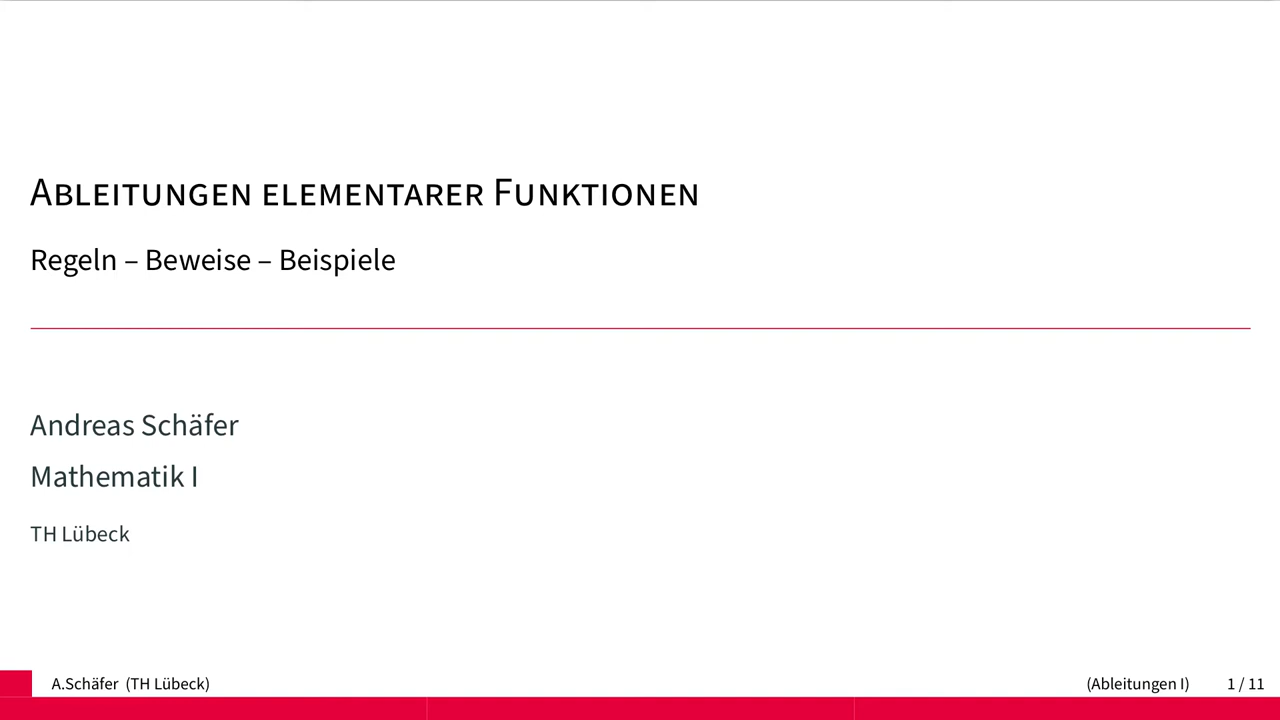 Ableitungen elementarer Funktionen
Regeln – Beweise – Beispiele
Andreas Schäfer
Mathematik I
TH Lübeck
A.Schäfer (TH Lübeck) (Ableitungen I) 1 / 11